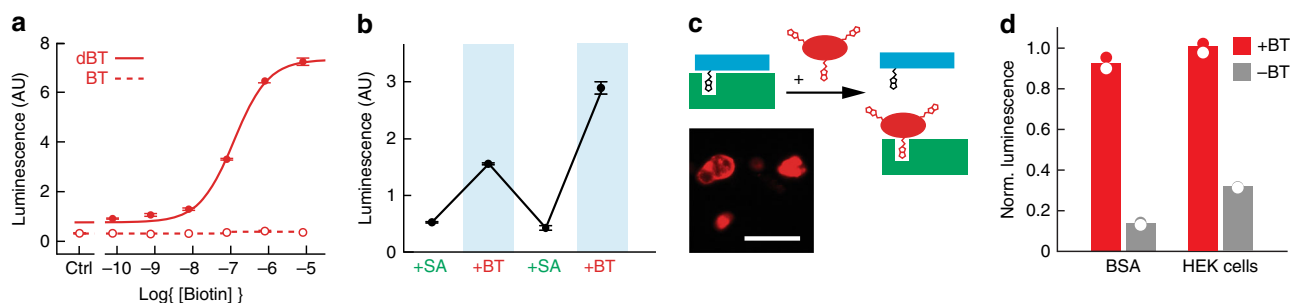 a
dBT
BT
Luminescence (AU)
8
6
4
2
0
Ctrl
–10
–9
–8
–7
–6
–5
Log{ [Biotin] }
b
Luminescence (AU)
3
2
1
0
+SA
+BT
+SA
+BT
c
+
d
Norm. luminescence
1.0
0.8
0.6
0.4
0.2
0
+BT
–BT
BSA
HEK cells